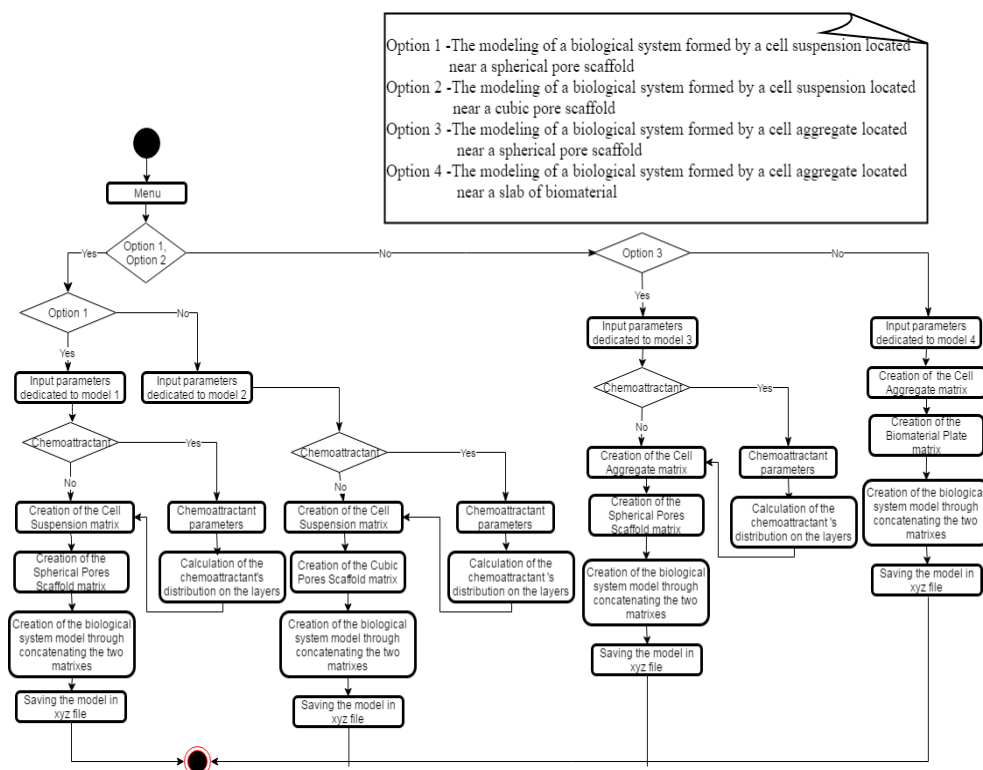 Option 1 -The modeling of a biological system formed by a cell suspension located
near a spherical pore scaffold
Option 2 -The modeling of a biological system formed by a cell suspension located
near a cubic pore scaffold
Option 3 -The modeling of a biological system formed by a cell aggregate located
near a spherical pore scaffold
Option 4 -The modeling of a biological system formed by a cell aggregate located
near a slab of biomaterial
Menu
Option 1,
Option 2
Yes
No
Option 3
No
Yes
Option 1
No
Yes
Input parameters
dedicated to model 1
Input parameters
dedicated to model 2
Input parameters
dedicated to model 3
Input parameters
dedicated to model 4
Chemoattractant
Yes
No
Creation of the Cell
Suspension matrix
Chemoattractant
parameters
Creation of the
Spherical Pores
Scaffold matrix
Calculation of the
chemoattractant's
distribution on the layers
Creation of the biological
system model through
concatenating the two
matrixes
Saving the model in
xyz file
Chemoattractant
Yes
No
Creation of the Cell
Suspension matrix
Chemoattractant
parameters
Creation of the Cubic
Pores Scaffold matrix
Calculation of the
chemoattractant 's
distribution on the layers
Creation of the biological
system model through
concatenating the two
matrixes
Saving the model in
xyz file
Chemoattractant
Yes
No
Creation of the Cell
Aggregate matrix
Chemoattractant
parameters
Creation of the
Spherical Pores
Scaffold matrix
Calculation of the
chemoattractant 's
distribution on the layers
Creation of the biological
system model through
concatenating the two
matrixes
Saving the model in
xyz file
Creation of the Cell
Aggregate matrix
Creation of the
Biomaterial Plate
matrix
Creation of the biological
system model through
concatenating the two
matrixes
Saving the model in
xyz file